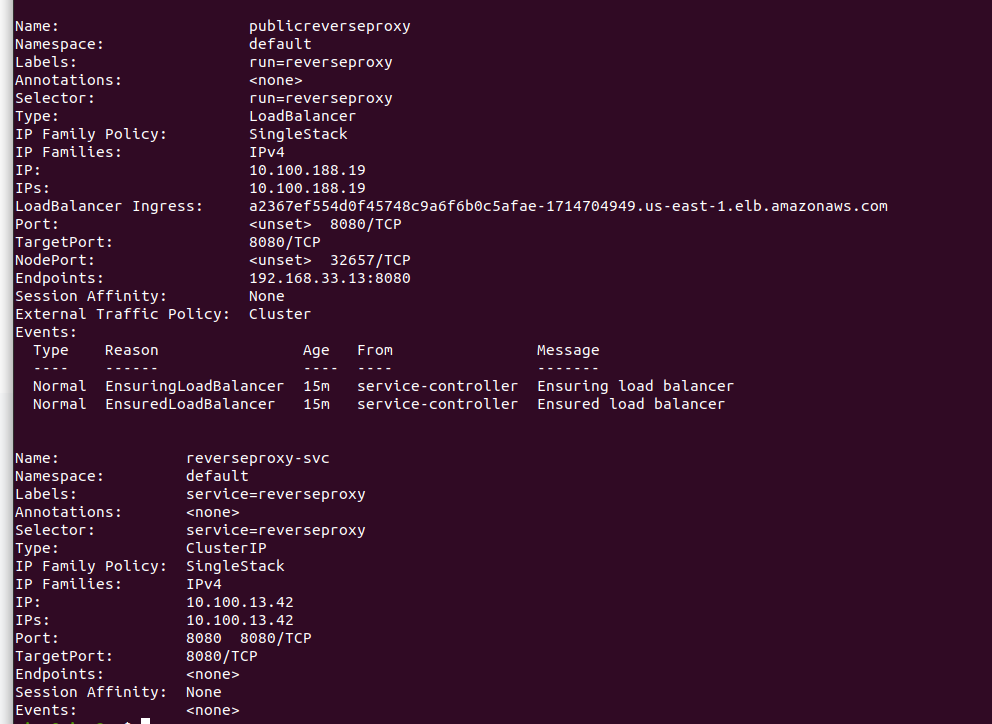 Name:                     publicreverseproxy
Namespace:                default
Labels:                   run=reverseproxy
Annotations:              <none>
Selector:                 run=reverseproxy
Type:                     LoadBalancer
IP Family Policy:         SingleStack
IP Families:              IPv4
IP:                       10.100.188.19
IPs:                      10.100.188.19
LoadBalancer Ingress:     a2367ef554d0f45748c9a6f6b0c5afae-1714704949.us-east-1.elb.amazonaws.com
Port:                     <unset>  8080/TCP
TargetPort:               8080/TCP
NodePort:                 <unset>  32657/TCP
Endpoints:                192.168.33.13:8080
Session Affinity:         None
External Traffic Policy:  Cluster
Events:
  Type    Reason                Age   From                Message
  ----    ------                ----  ----                -------
  Normal  EnsuringLoadBalancer  15m   service-controller  Ensuring load balancer
  Normal  EnsuredLoadBalancer   15m   service-controller  Ensured load balancer
Name:              reverseproxy-svc
Namespace:         default
Labels:            service=reverseproxy
Annotations:       <none>
Selector:          service=reverseproxy
Type:              ClusterIP
IP Family Policy:  SingleStack
IP Families:       IPv4
IP:                10.100.13.42
IPs:               10.100.13.42
Port:              8080  8080/TCP
TargetPort:        8080/TCP
Endpoints:         <none>
Session Affinity:  None
Events:            <none>